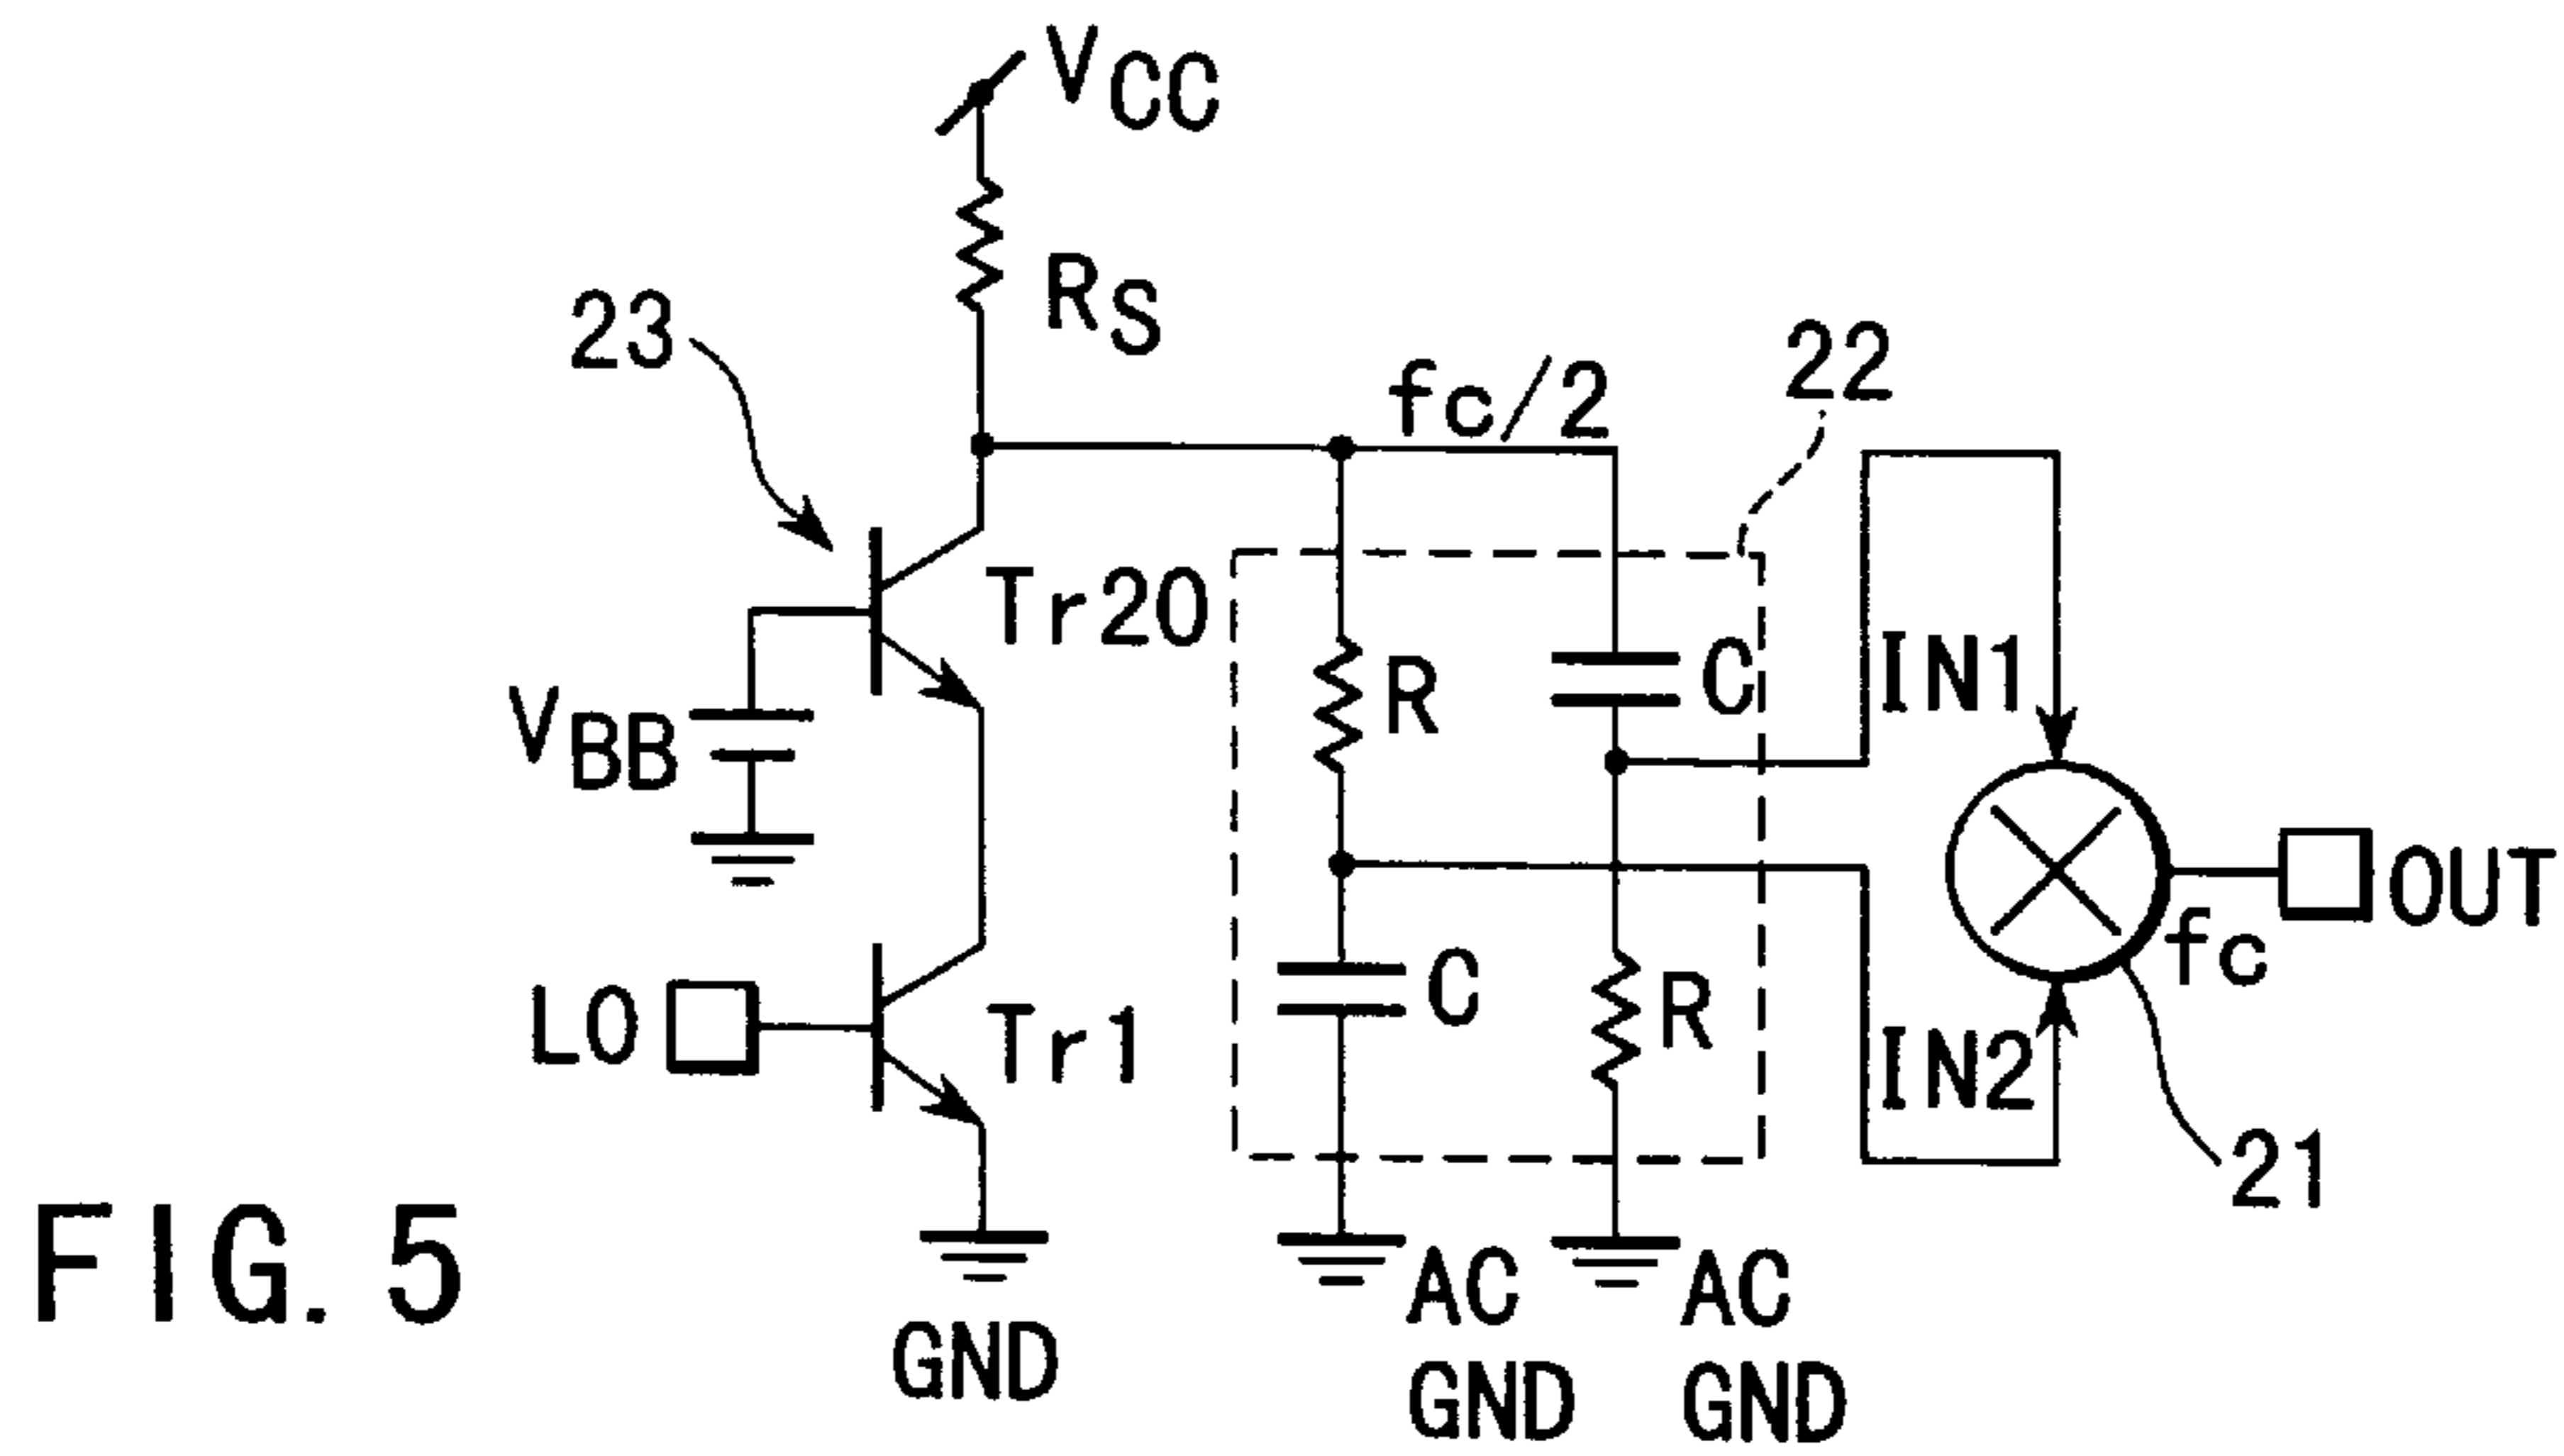 VCC
RS
23
fc/2
22
Tr20
VBB
R
C
IN1
LO
Tr1
C
R
IN2
fc
OUT
21
GND
AC
GND
AC
GND
FIG. 5